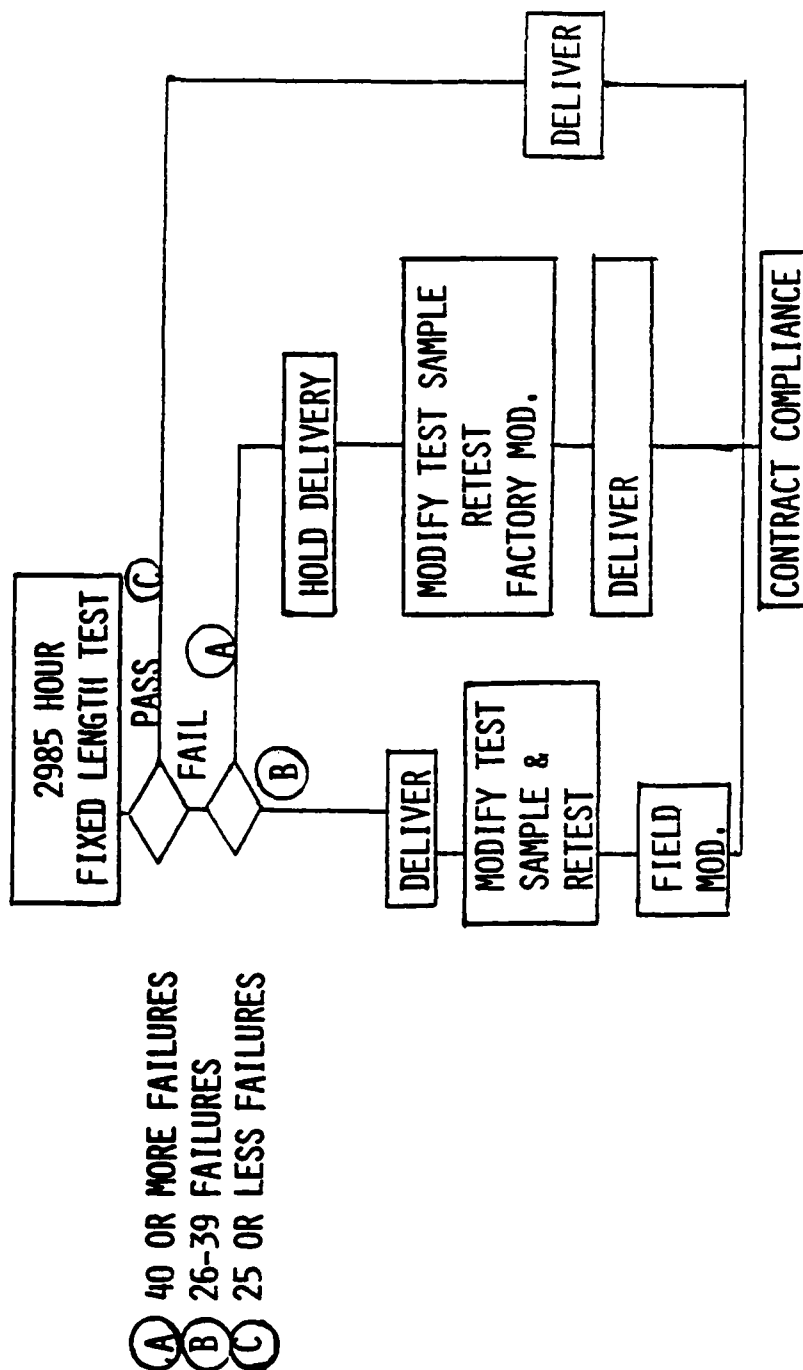 2985 HOUR
FIXED LENGTH TEST
PASS
C
FAIL
A
B
HOLD DELIVERY
MODIFY TEST SAMPLE
RETEST
FACTORY MOD.
DELIVER
DELIVER
DELIVER
MODIFY TEST
SAMPLE &
RETEST
FIELD
MOD.
CONTRACT COMPLIANCE
A 40 OR MORE FAILURES
B 26-39 FAILURES
C 25 OR LESS FAILURES